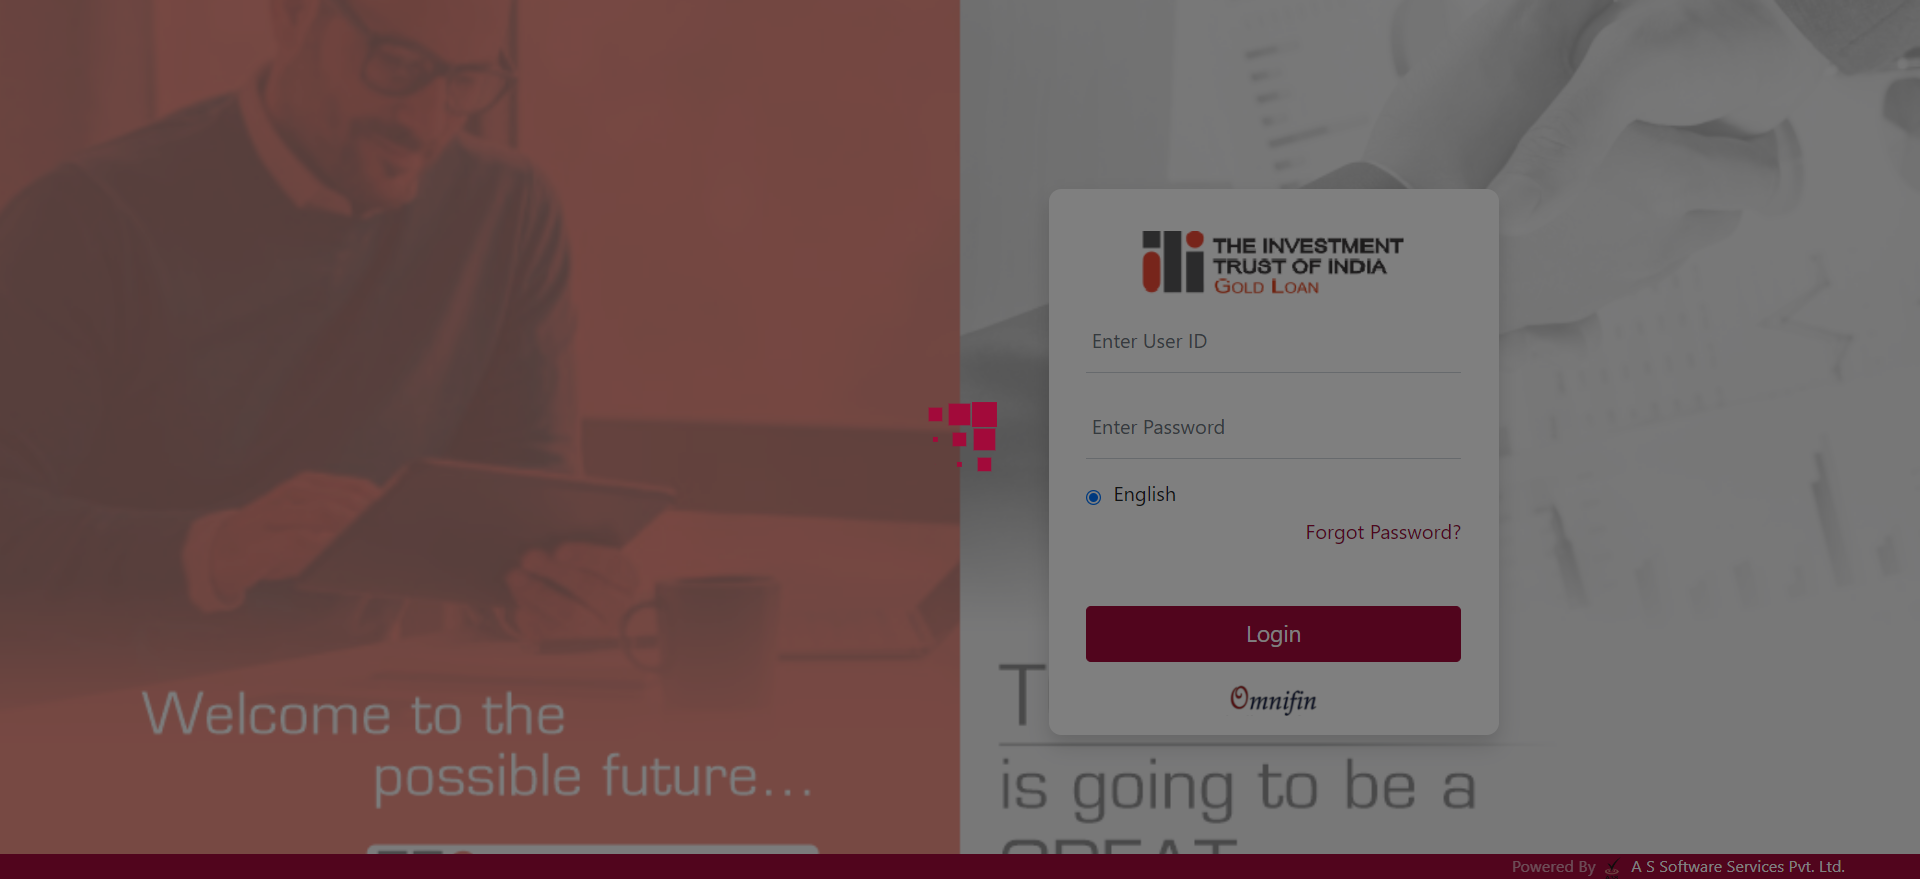 THE INVESTMENT
TRUST OF INDIA
GOLD LOAN
Enter User ID
Enter Password
English
Forgot Password?
Login
Omnifin
Welcome to the
possible future...
is going to be a
GREAT
Powered By A S Software Services Pvt. Ltd.